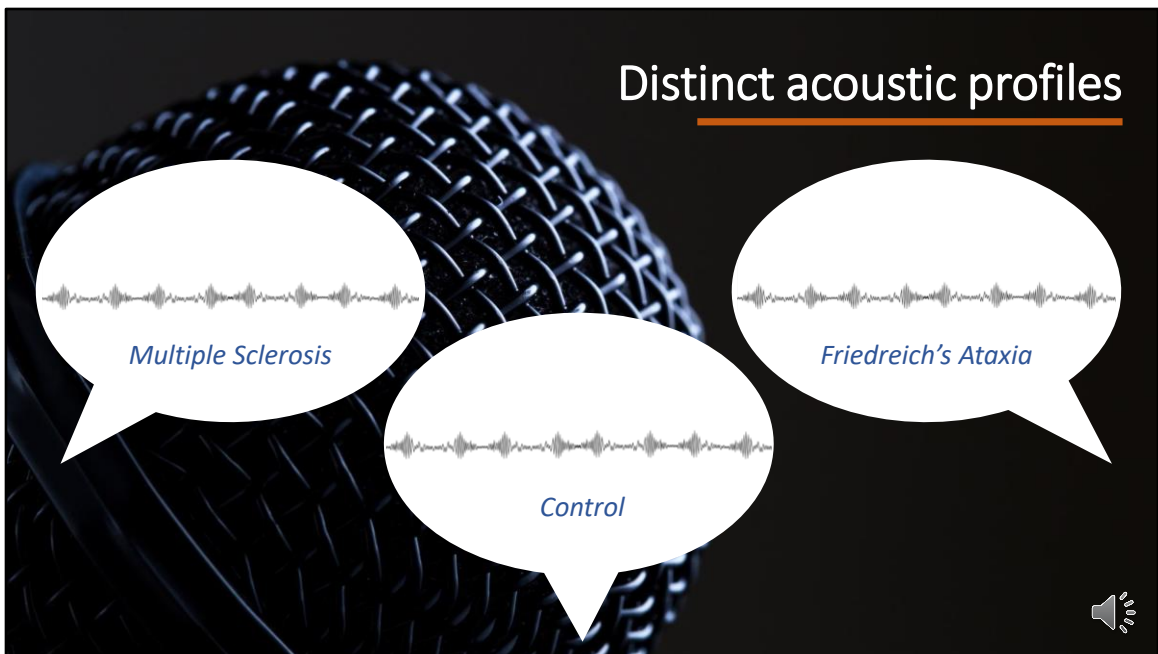 Distinct acoustic profiles
Multiple Sclerosis
Friedreich's Ataxia
Control